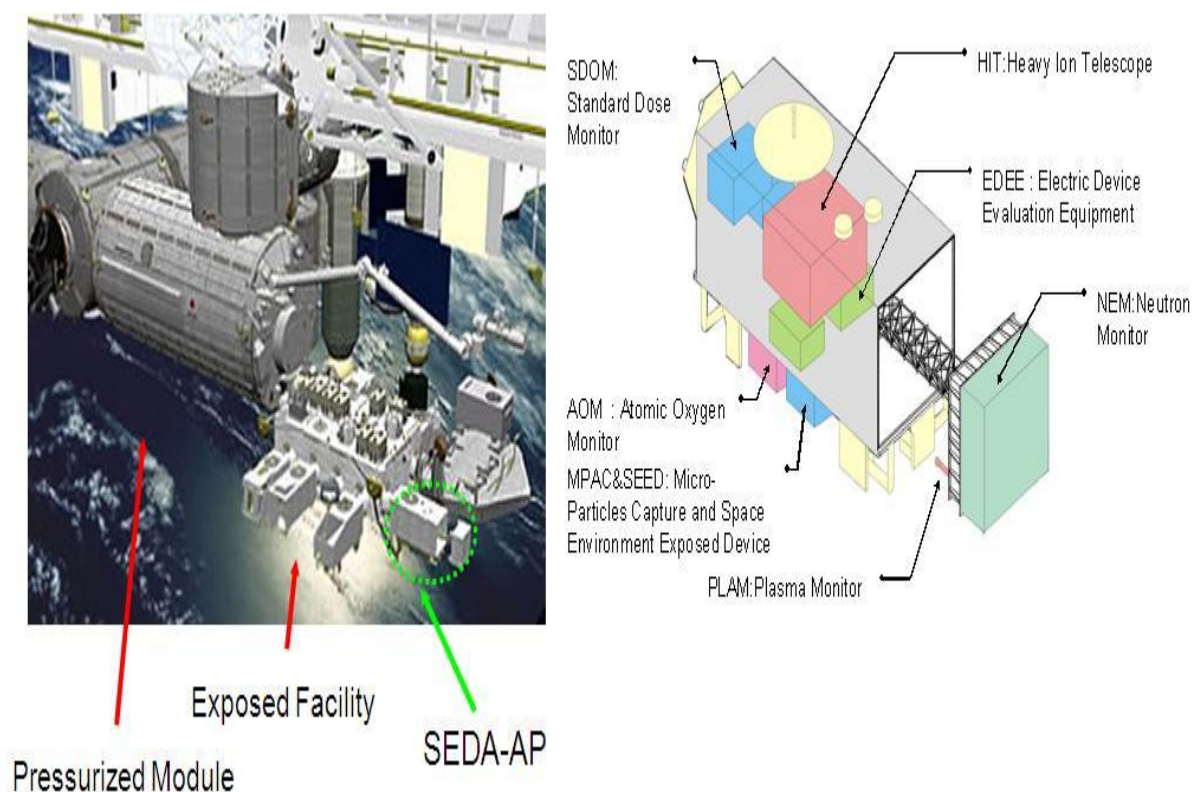 Pressurized Module
Exposed Facility
SEDA-AP
SDOM:
Standard Dose
Monitor
HIT:Heavy Ion Telescope
EDEE : Electric Device
Evaluation Equipment
NEM:Neutron
Monitor
AOM : Atomic Oxygen
Monitor
MPAC&SEED: Micro-
Particles Capture and Space
Environment Exposed Device
PLAM:Plasma Monitor